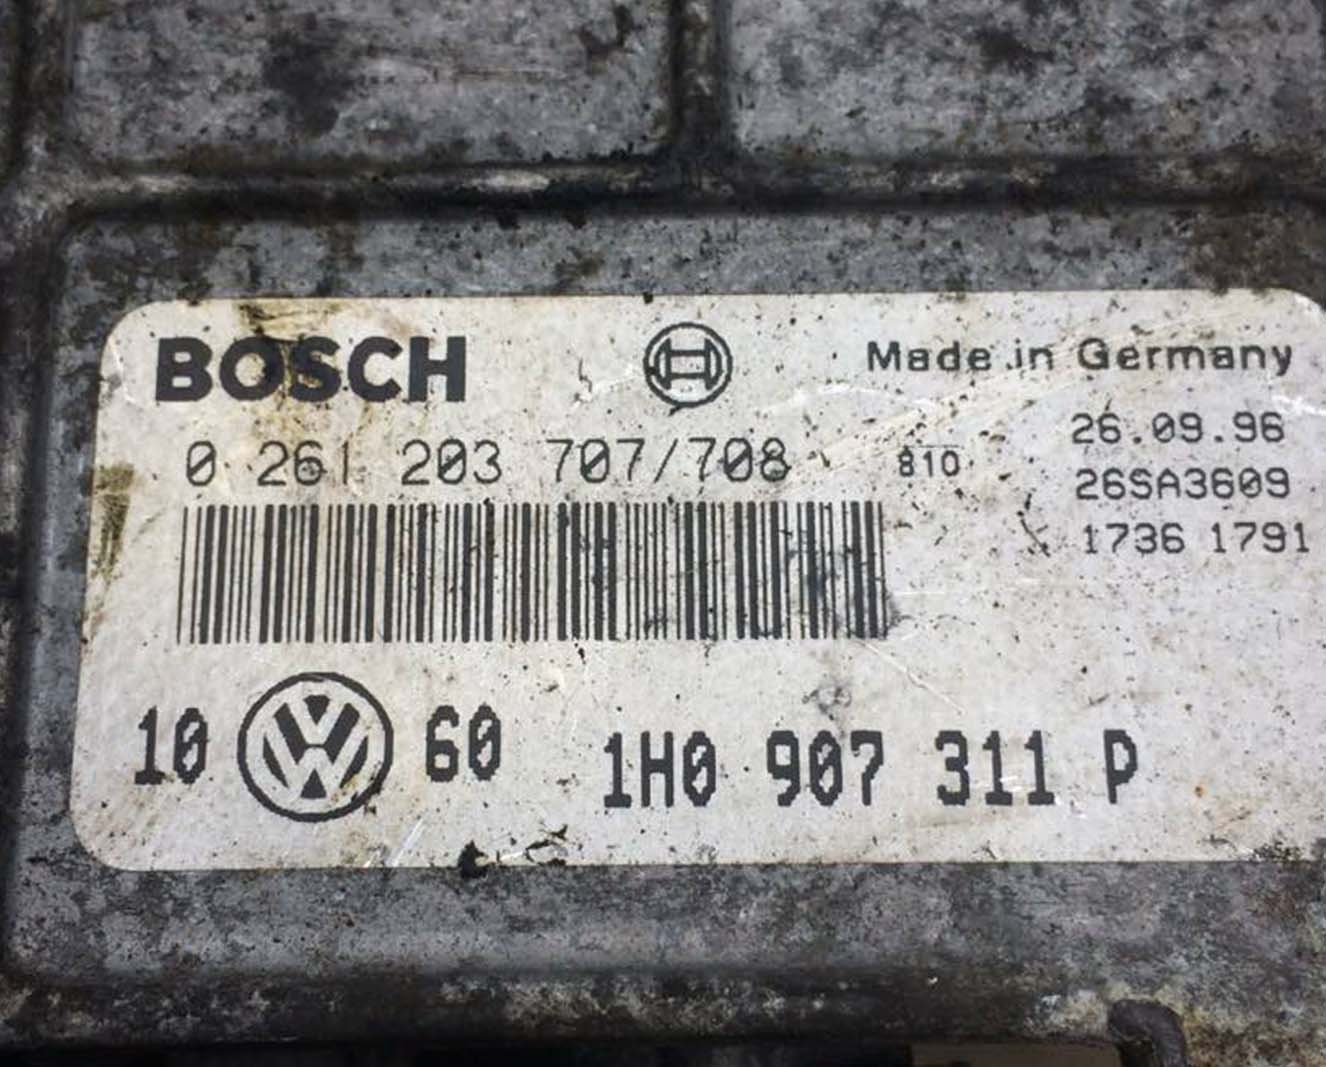 BOSCH
Made in Germany
0 261 203 707/708
810
26.09.96
26SA3609
1736 1791
10 60 1H0 907 311 P